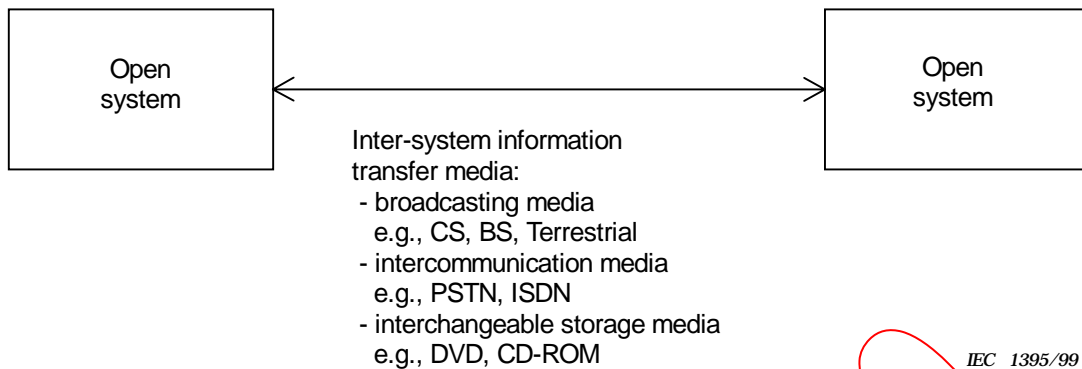 Open
system
Open
system
Inter-system information
transfer media:
- broadcasting media
e.g., CS, BS, Terrestrial
- intercommunication media
e.g., PSTN, ISDN
- interchangeable storage media
e.g., DVD, CD-ROM
IEC 1395/99